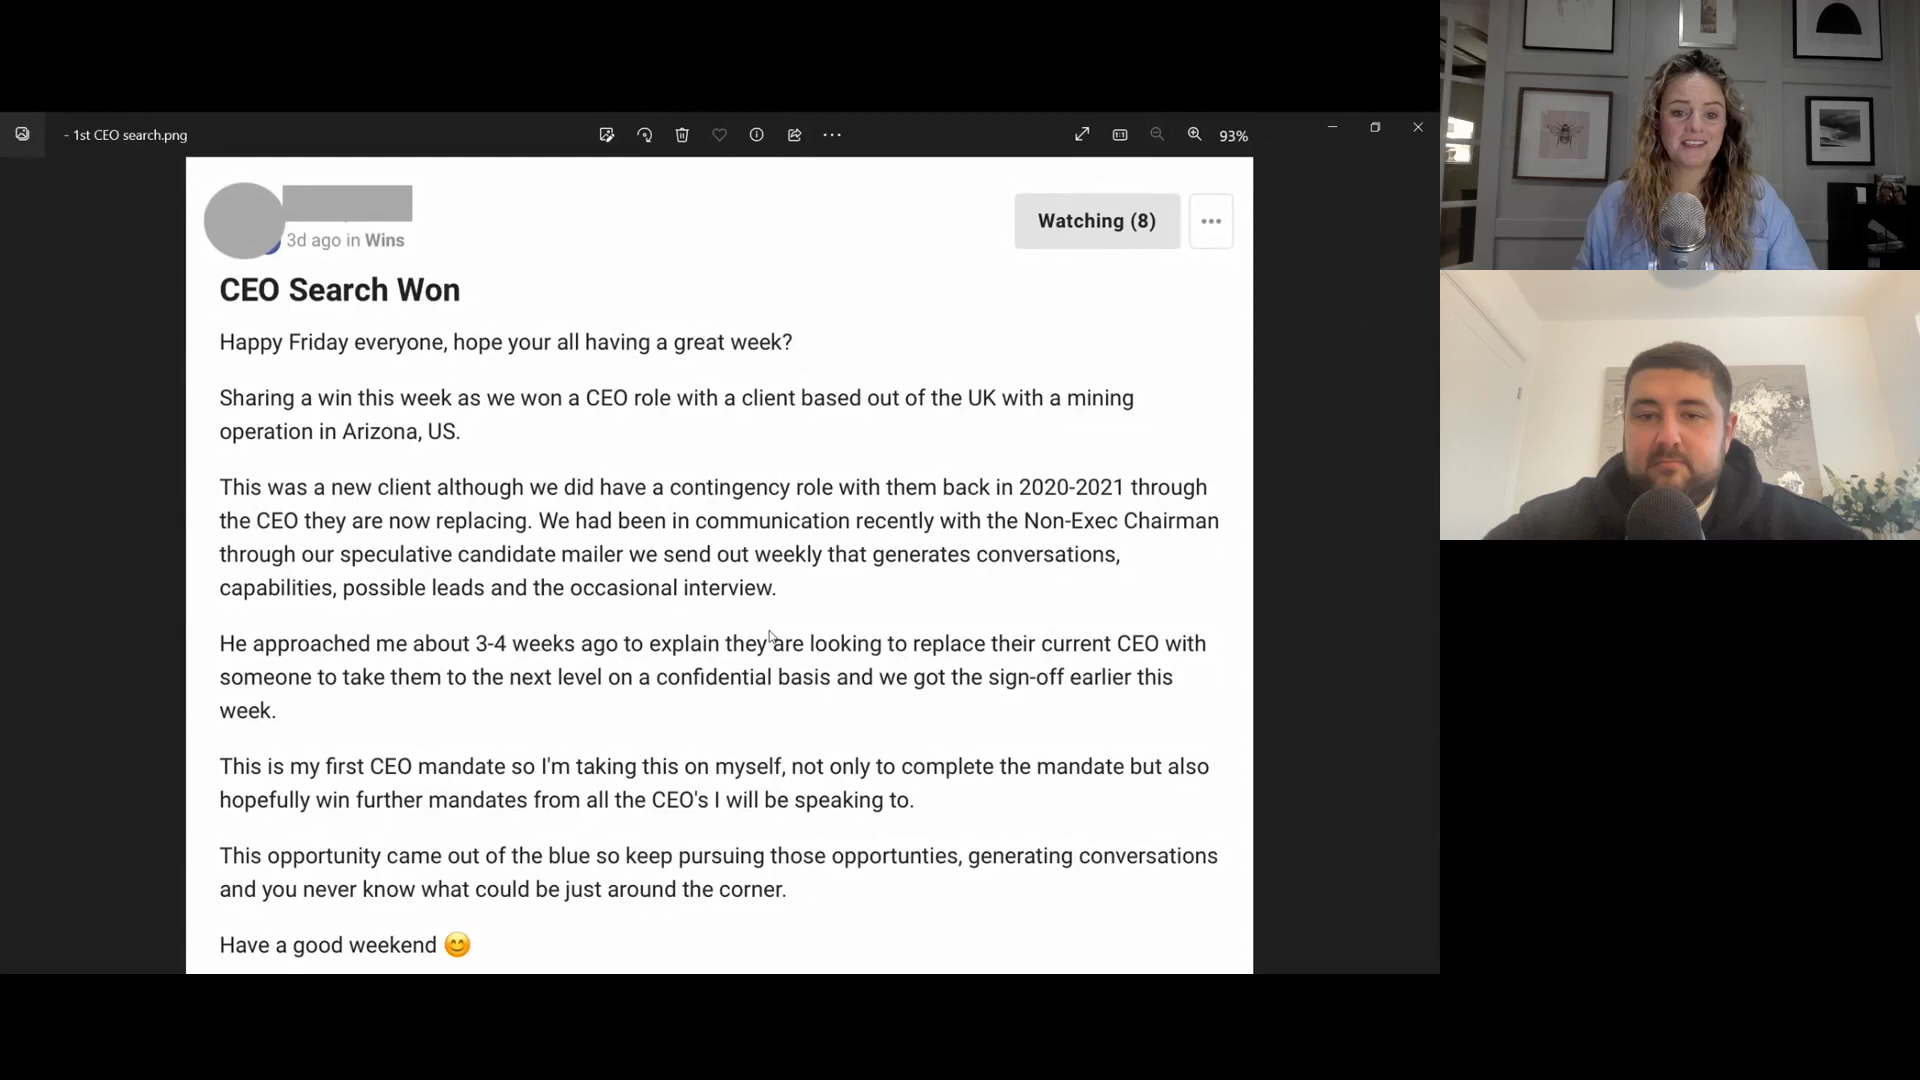 - 1st CEO search.png
93%
Watching (8)
3d ago in Wins
CEO Search Won
Happy Friday everyone, hope your all having a great week?
Sharing a win this week as we won a CEO role with a client based out of the UK with a mining
operation in Arizona, US.
This was a new client although we did have a contingency role with them back in 2020-2021 through
the CEO they are now replacing. We had been in communication recently with the Non-Exec Chairman
through our speculative candidate mailer we send out weekly that generates conversations,
capabilities, possible leads and the occasional interview.
He approached me about 3-4 weeks ago to explain they are looking to replace their current CEO with
someone to take them to the next level on a confidential basis and we got the sign-off earlier this
week.
This is my first CEO mandate so I'm taking this on myself, not only to complete the mandate but also
hopefully win further mandates from all the CEO's I will be speaking to.
This opportunity came out of the blue so keep pursuing those opportunties, generating conversations
and you never know what could be just around the corner.
Have a good weekend 😊